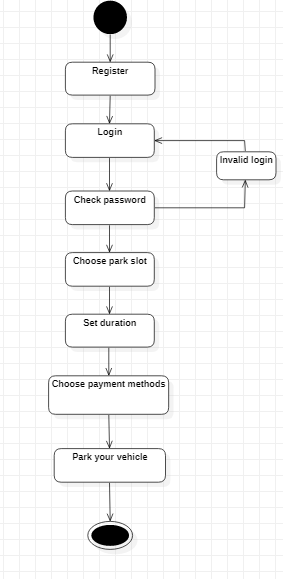 Register
Login
Invalid login
Check password
Choose park slot
Set duration
Choose payment methods
Park your vehicle